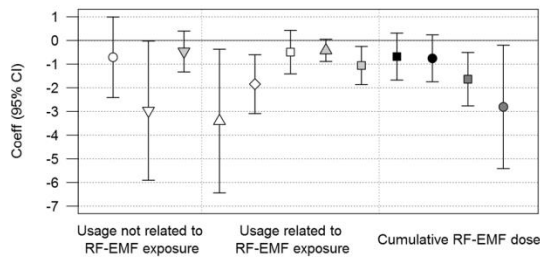 1
0
-1
-2
-3
-4
-5
-6
-7
Coeff (95% CI)
Usage not related to
RF-EMF exposure
Usage related to
RF-EMF exposure
Cumulative RF-EMF dose